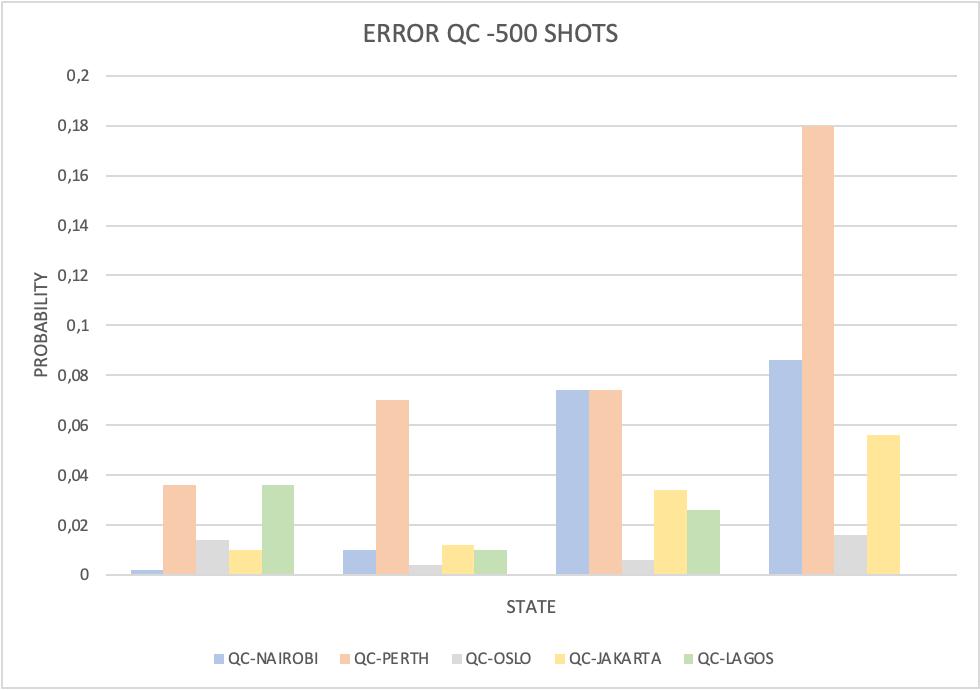 ERROR QC -500 SHOTS
0,2
0,18
0,16
0,14
0,12
0,1
0,08
0,06
0,04
0,02
0
PROBABILITY
STATE
QC-NAIROBI QC-PERTH QC-OSLO QC-JAKARTA QC-LAGOS